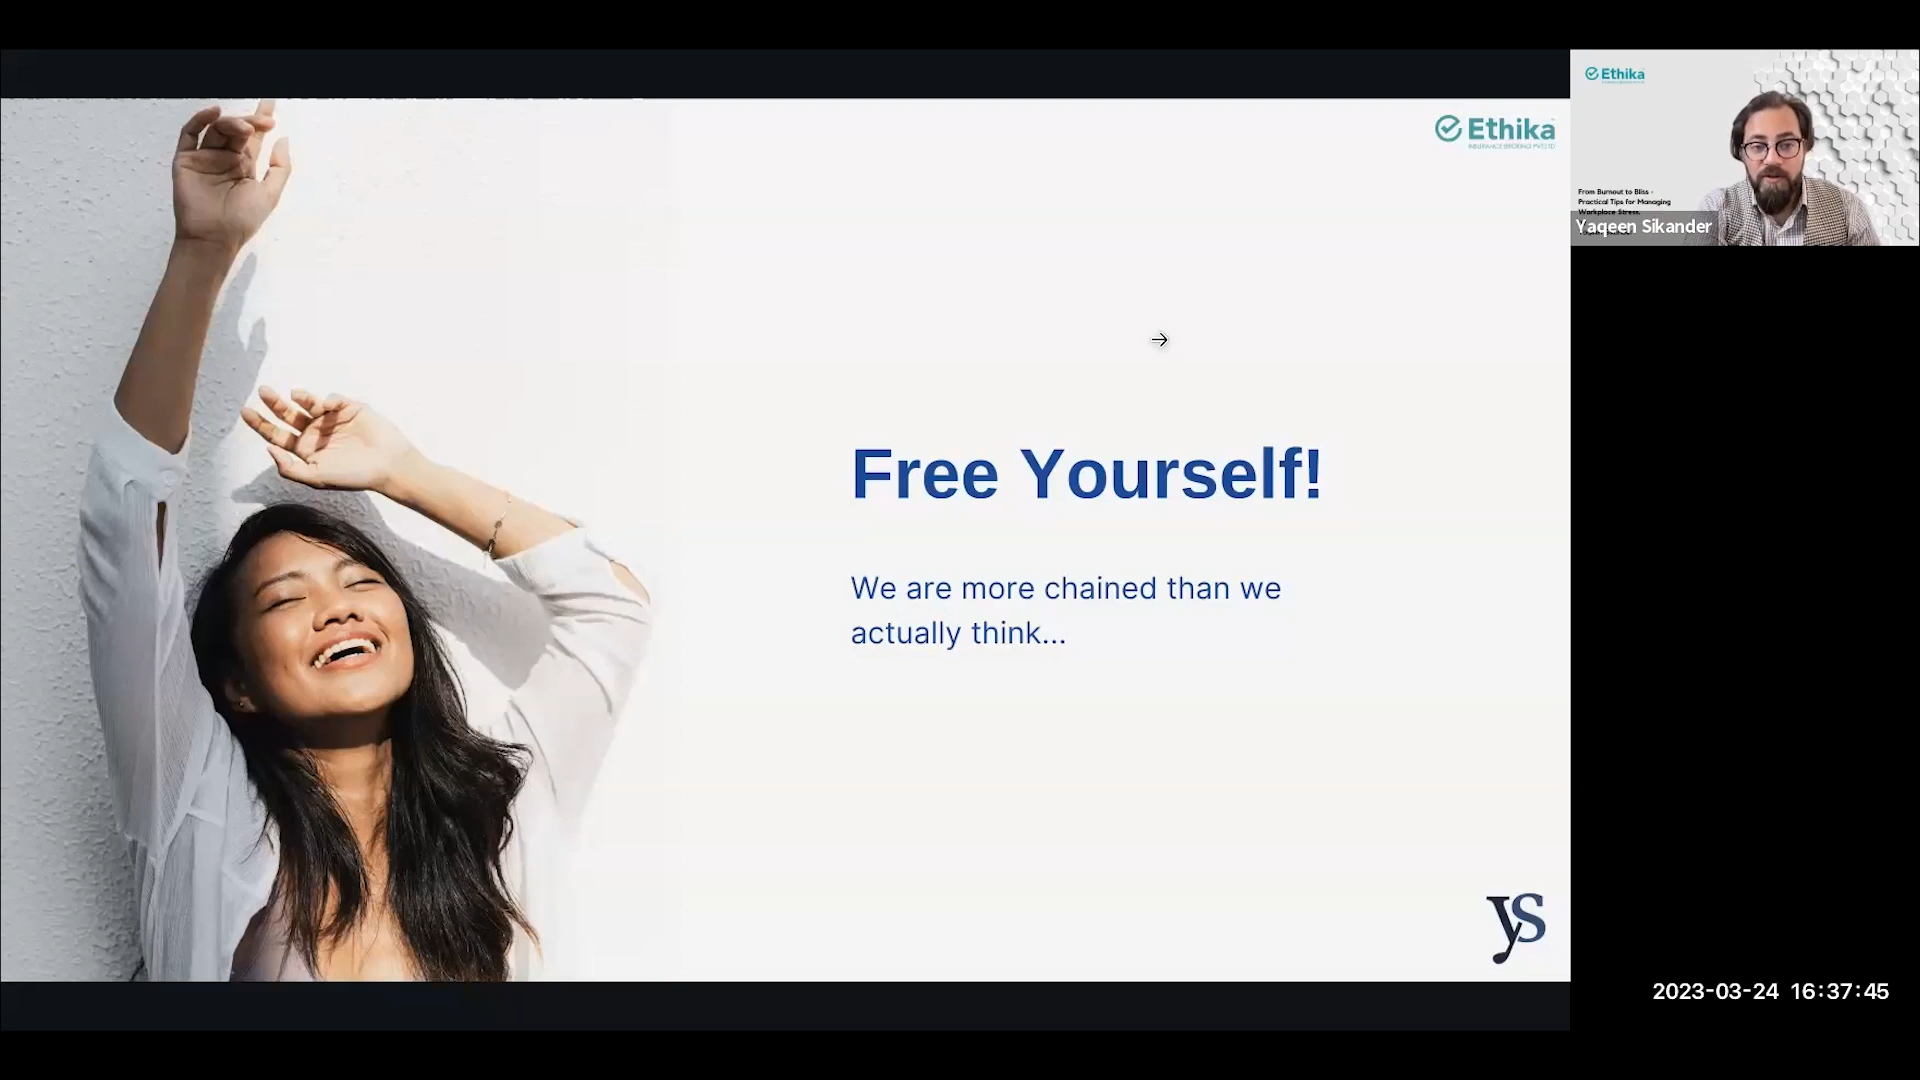 Ethika
INSURANCE BROKING PVT LTD
Free Yourself!
We are more chained than we
actually think...
yS
Ethika
From Burnout to Bliss -
Practical Tips for Managing
Workplace Stress.
Yaqeen Sikander
2023-03-24 16:37:45